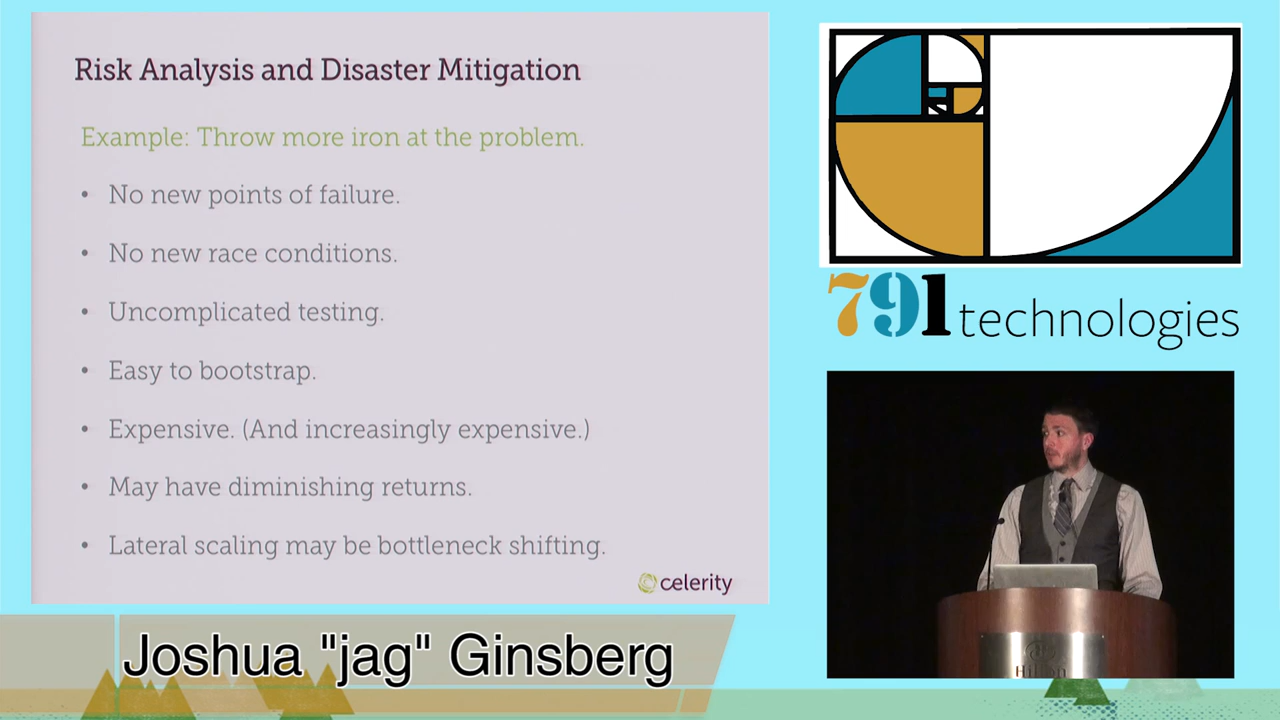 Risk Analysis and Disaster Mitigation
Example: Throw more iron at the problem.
• No new points of failure.
• No new race conditions.
• Uncomplicated testing.
• Easy to bootstrap.
• Expensive. (And increasingly expensive.)
• May have diminishing returns.
• Lateral scaling may be bottleneck shifting.
celerity
791 technologies
Hilton
Joshua "jag" Ginsberg